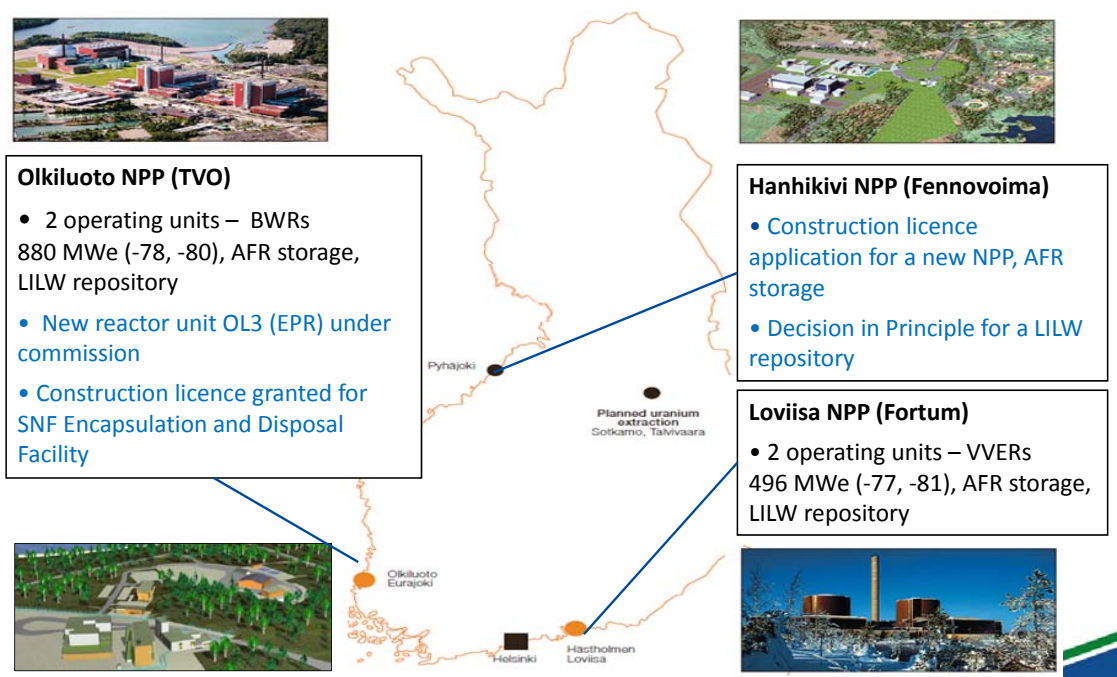 Olkiluoto NPP (TVO)
• 2 operating units – BWRs
880 MWe (-78, -80), AFR storage,
LILW repository
• New reactor unit OL3 (EPR) under
commission
• Construction licence granted for
SNF Encapsulation and Disposal
Facility
Hanhikivi NPP (Fennovoima)
• Construction licence
application for a new NPP, AFR
storage
• Decision in Principle for a LILW
repository
Loviisa NPP (Fortum)
• 2 operating units – VVERs
496 MWe (-77, -81), AFR storage,
LILW repository
Pyhäjoki
Planned uranium
extraction
Sotkamo, Talvivaara
Olkiluoto
Eurajoki
Helsinki
Hästholmen
Loviisa